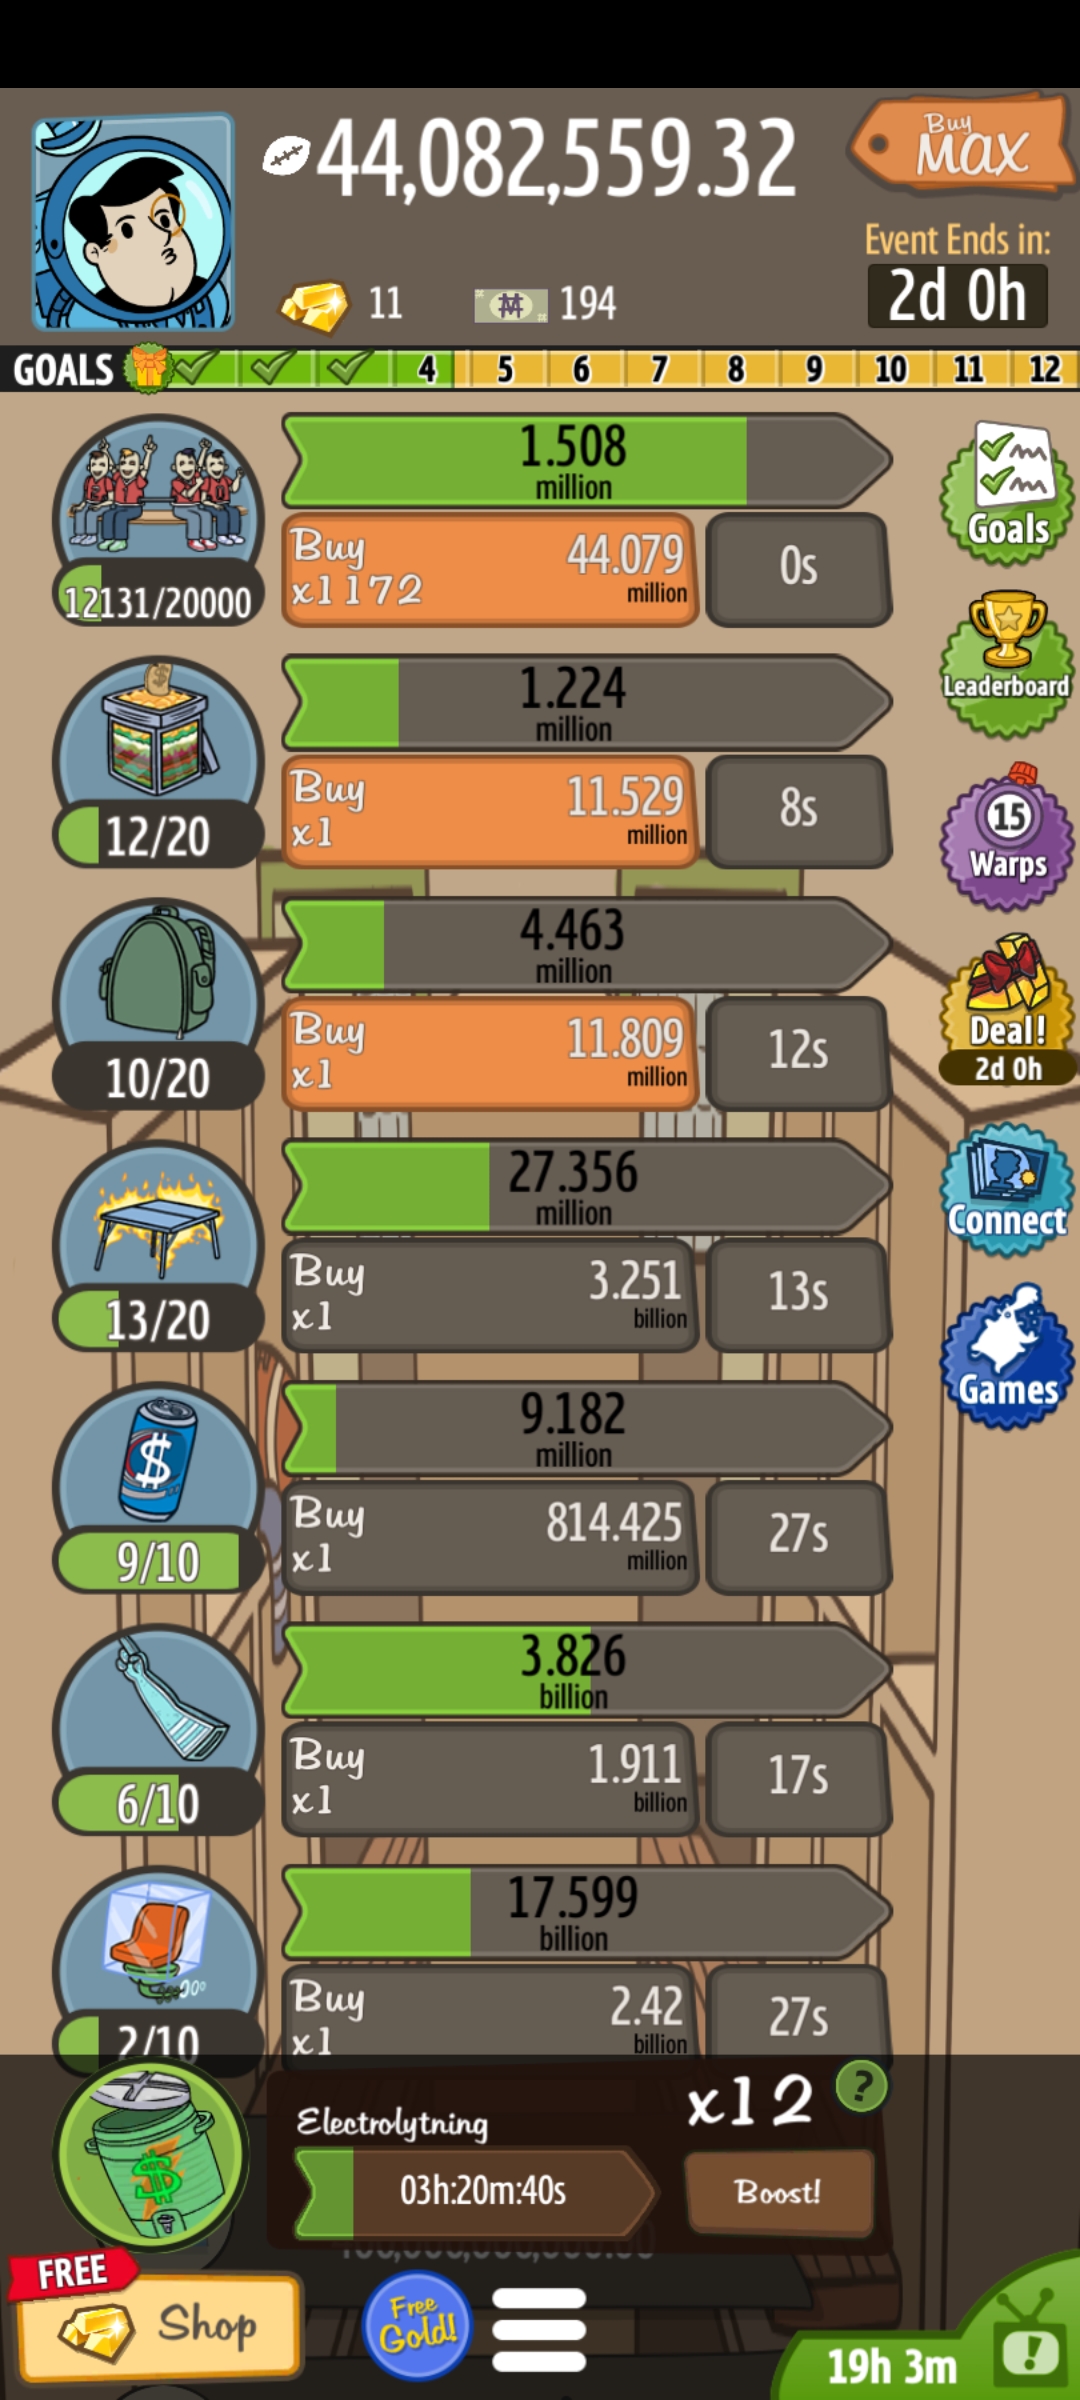 44,082,559.32
Buy
MAX
Event Ends in:
2d 0h
11
194
GOALS 4 5 6 7 8 9 10 11 12
1.508
million
Buy
x1172
44.079
million
0s
12131/20000
Goals
1.224
million
Leaderboard
Buy
x1
11.529
million
8s
12/20
15
Warps
4.463
million
Buy
x1
11.809
million
12s
10/20
Deal!
2d 0h
27.356
million
Buy
x1
3.251
billion
13s
13/20
Connect
9.182
million
Games
$
Buy
x1
814.425
million
27s
9/10
3.826
billion
Buy
x1
1.911
billion
17s
6/10
17.599
billion
Buy
x1
2.42
billion
27s
2/10
x12
?
Electrolytning
03h:20m:40s
Boost!
$
FREE
Shop
Free
Gold!
19h 3m
!